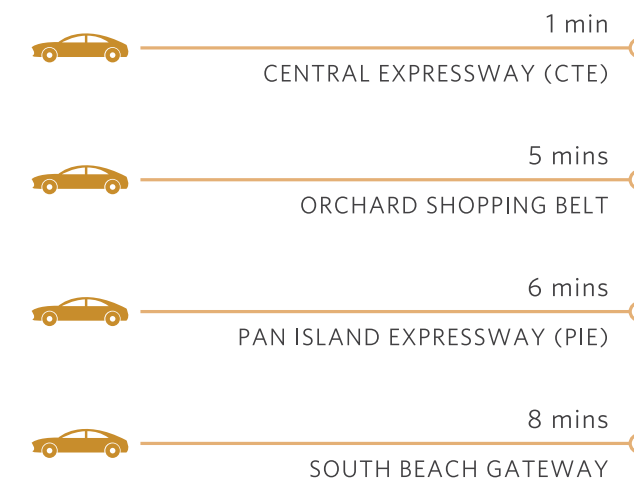 1 min
CENTRAL EXPRESSWAY (CTE)
5 mins
ORCHARD SHOPPING BELT
6 mins
PAN ISLAND EXPRESSWAY (PIE)
8 mins
SOUTH BEACH GATEWAY